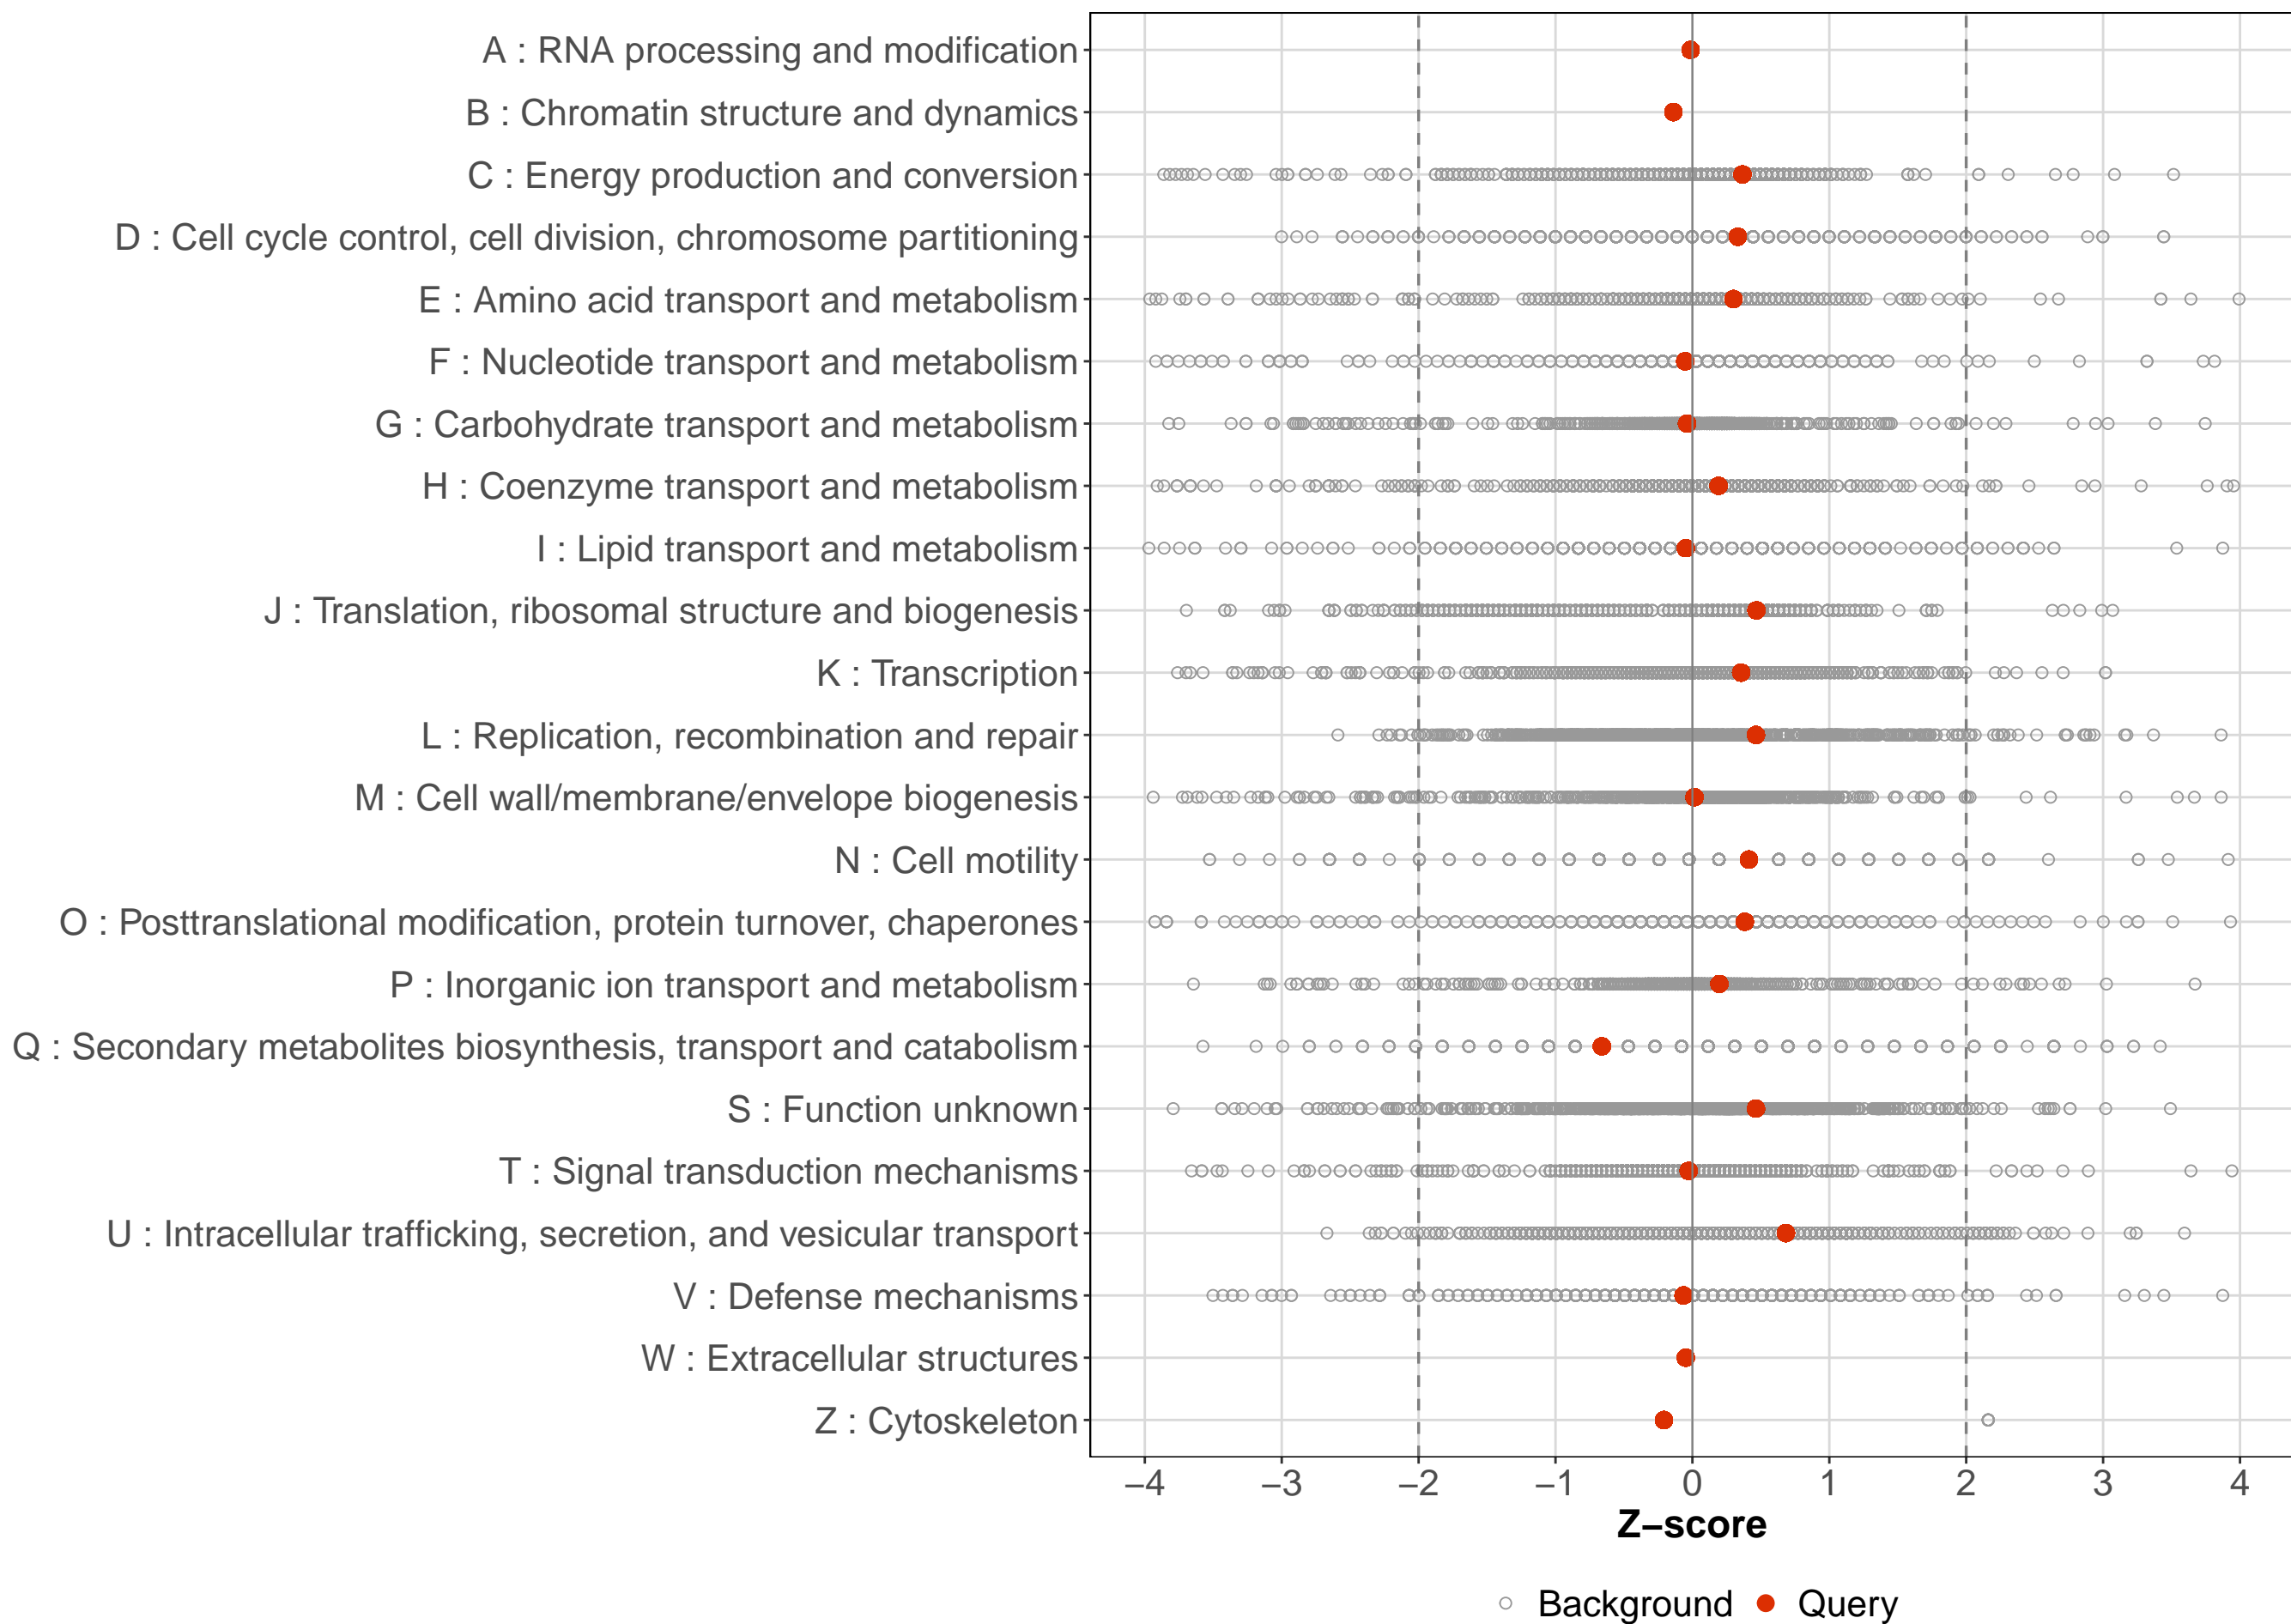 A : RNA processing and modification
B : Chromatin structure and dynamics
C : Energy production and conversion
D : Cell cycle control, cell division, chromosome partitioning
E : Amino acid transport and metabolism
F : Nucleotide transport and metabolism
G : Carbohydrate transport and metabolism
H : Coenzyme transport and metabolism
I : Lipid transport and metabolism
J : Translation, ribosomal structure and biogenesis
K : Transcription
L : Replication, recombination and repair
M : Cell wall/membrane/envelope biogenesis
N : Cell motility
O : Posttranslational modification, protein turnover, chaperones
P : Inorganic ion transport and metabolism
Q : Secondary metabolites biosynthesis, transport and catabolism
S : Function unknown
T : Signal transduction mechanisms
U : Intracellular trafficking, secretion, and vesicular transport
V : Defense mechanisms
W : Extracellular structures
Z : Cytoskeleton
−4 −3 −2 −1 0 1 2 3 4
Z−score
Background Query